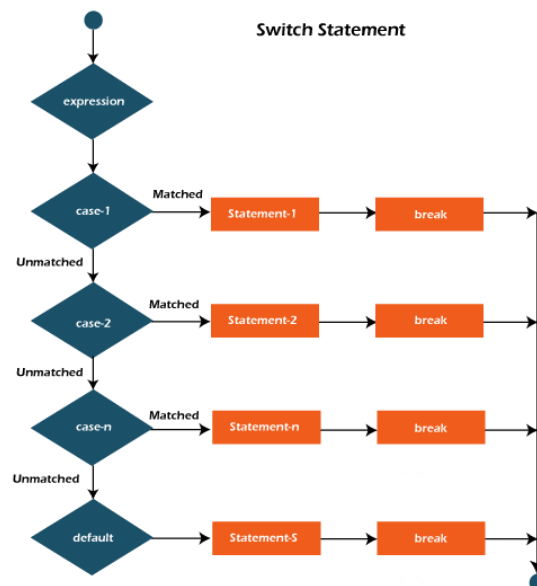 Switch Statement
expression
case-1
Matched
Statement-1
break
Unmatched
case-2
Matched
Statement-2
break
Unmatched
case-n
Matched
Statement-n
break
Unmatched
default
Statement-S
break